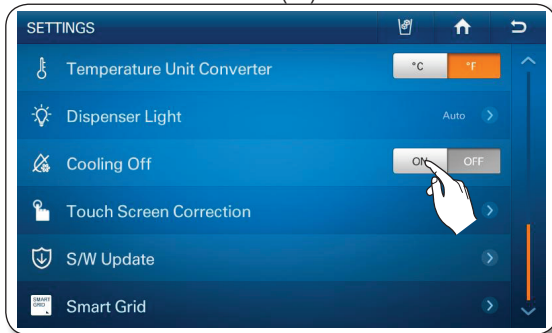 SETTINGS
Temperature Unit Converter °C °F
Dispenser Light Auto
Cooling Off ON OFF
Touch Screen Correction
S/W Update
SMART GRID Smart Grid